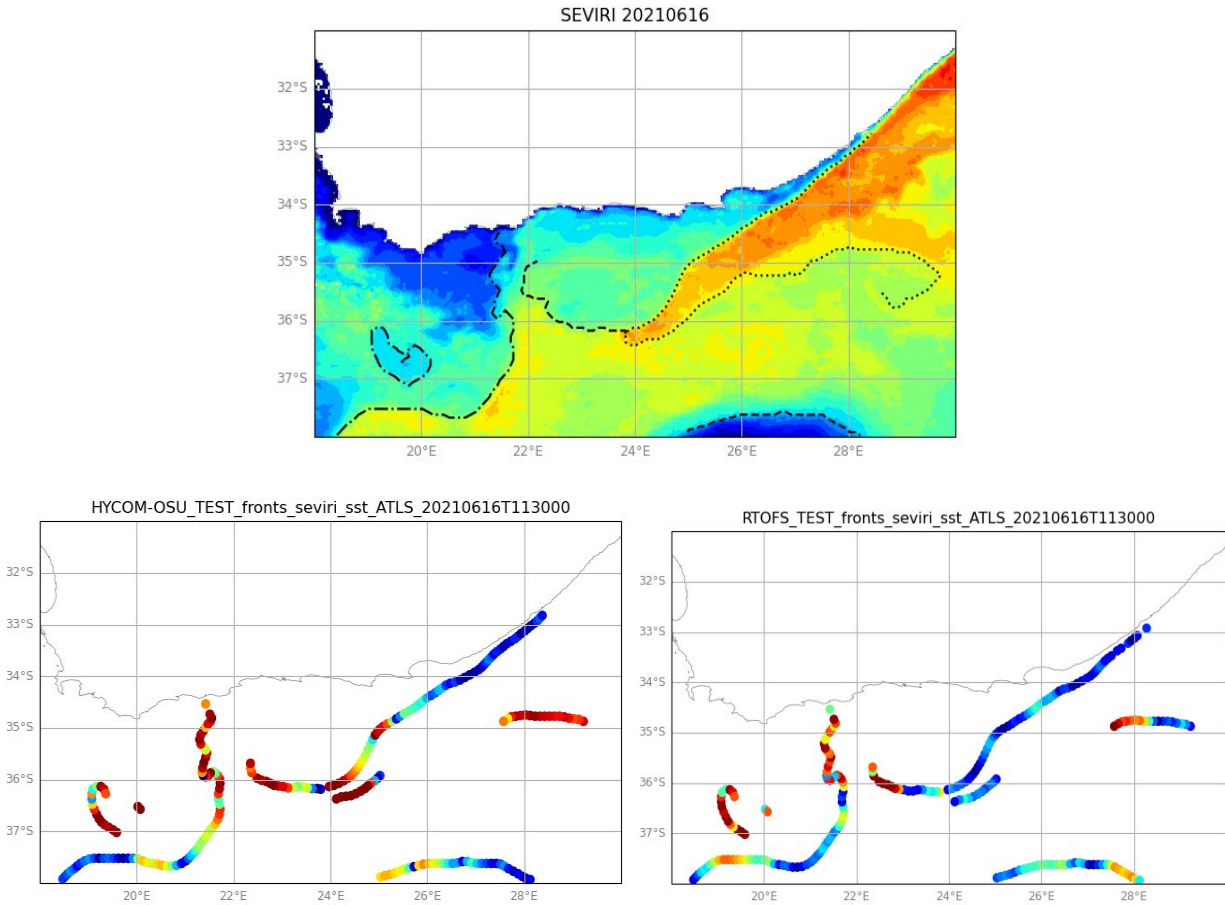 SEVIRI 20210616
32°S
33°S
34°S
35°S
36°S
37°S
20°E 22°E 24°E 26°E 28°E
HYCOM-OSU_TEST_fronts_seviri_sst_ATLS_20210616T113000
32°S
33°S
34°S
35°S
36°S
37°S
20°E 22°E 24°E 26°E 28°E
RTOFS_TEST_fronts_seviri_sst_ATLS_20210616T113000
32°S
33°S
34°S
35°S
36°S
37°S
20°E 22°E 24°E 26°E 28°E